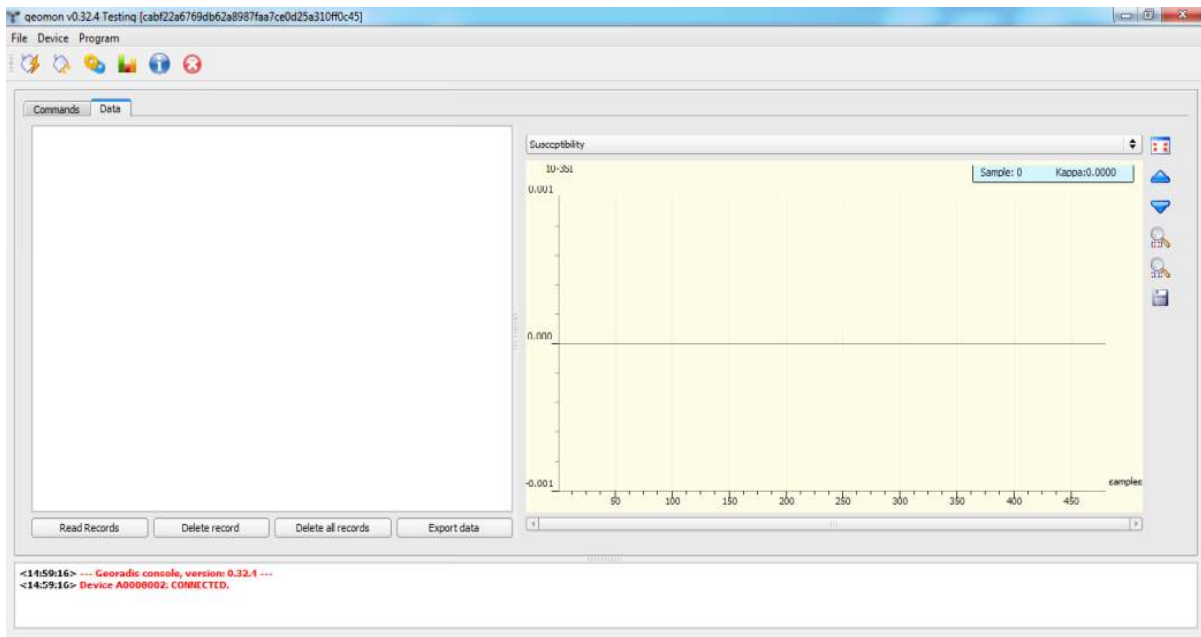 qeomon v0.32.4 Testing [cabf22a6769db62a8987faa7ce0d25a310ff0c45]
File Device Program
Commands Data
Susceptibility
10-3SI
Sample: 0 Kappa:0.0000
0.001
0.000
-0.001
samples
50 100 150 200 250 300 350 400 450
Read Records Delete record Delete all records Export data
<14:59:16> --- Georadis console, version: 0.32.4 ---
<14:59:16> Device A0008002: CONNECTED.